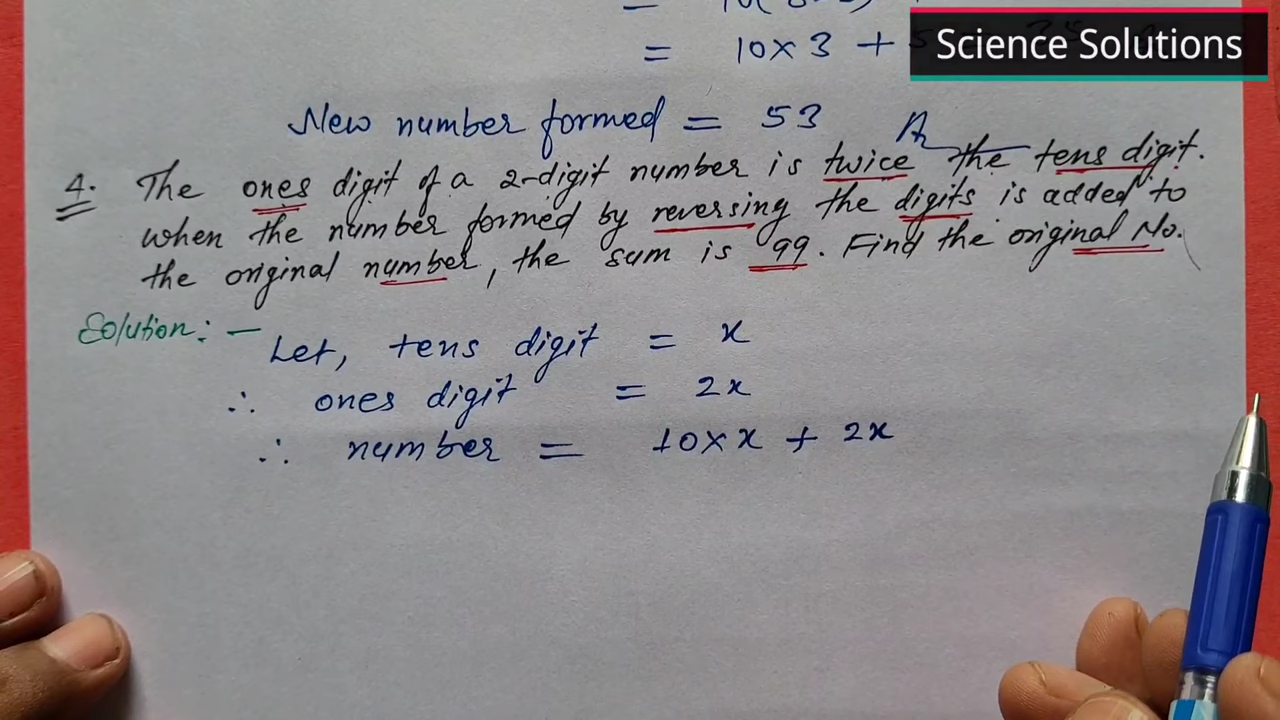 Science Solutions
= 10×3 + 5
New number formed = 53
4. The ones digit of a 2-digit number is twice the tens digit.
when the number formed by reversing the digits is added to
the original number, the sum is 99. Find the original No.
Solution:-
Let, tens digit = x
∴ ones digit = 2x
∴ number = 10×x + 2x